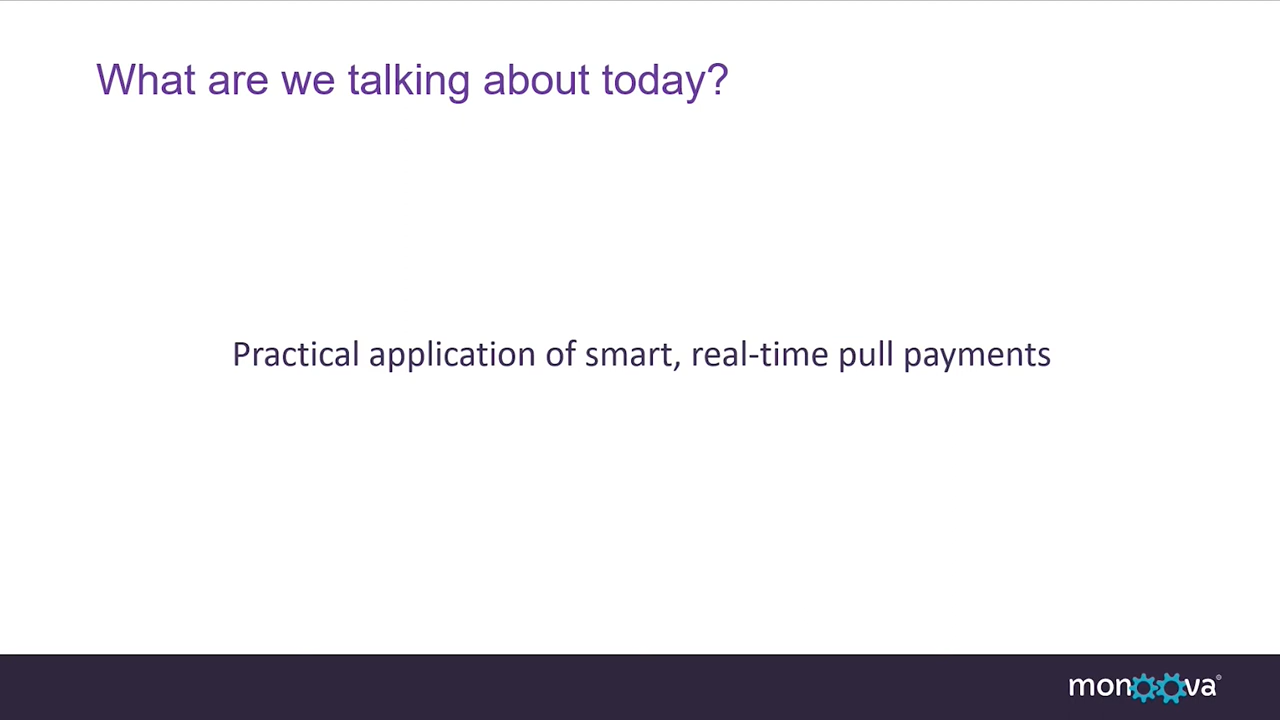 What are we talking about today?
Practical application of smart, real-time pull payments
monoova®